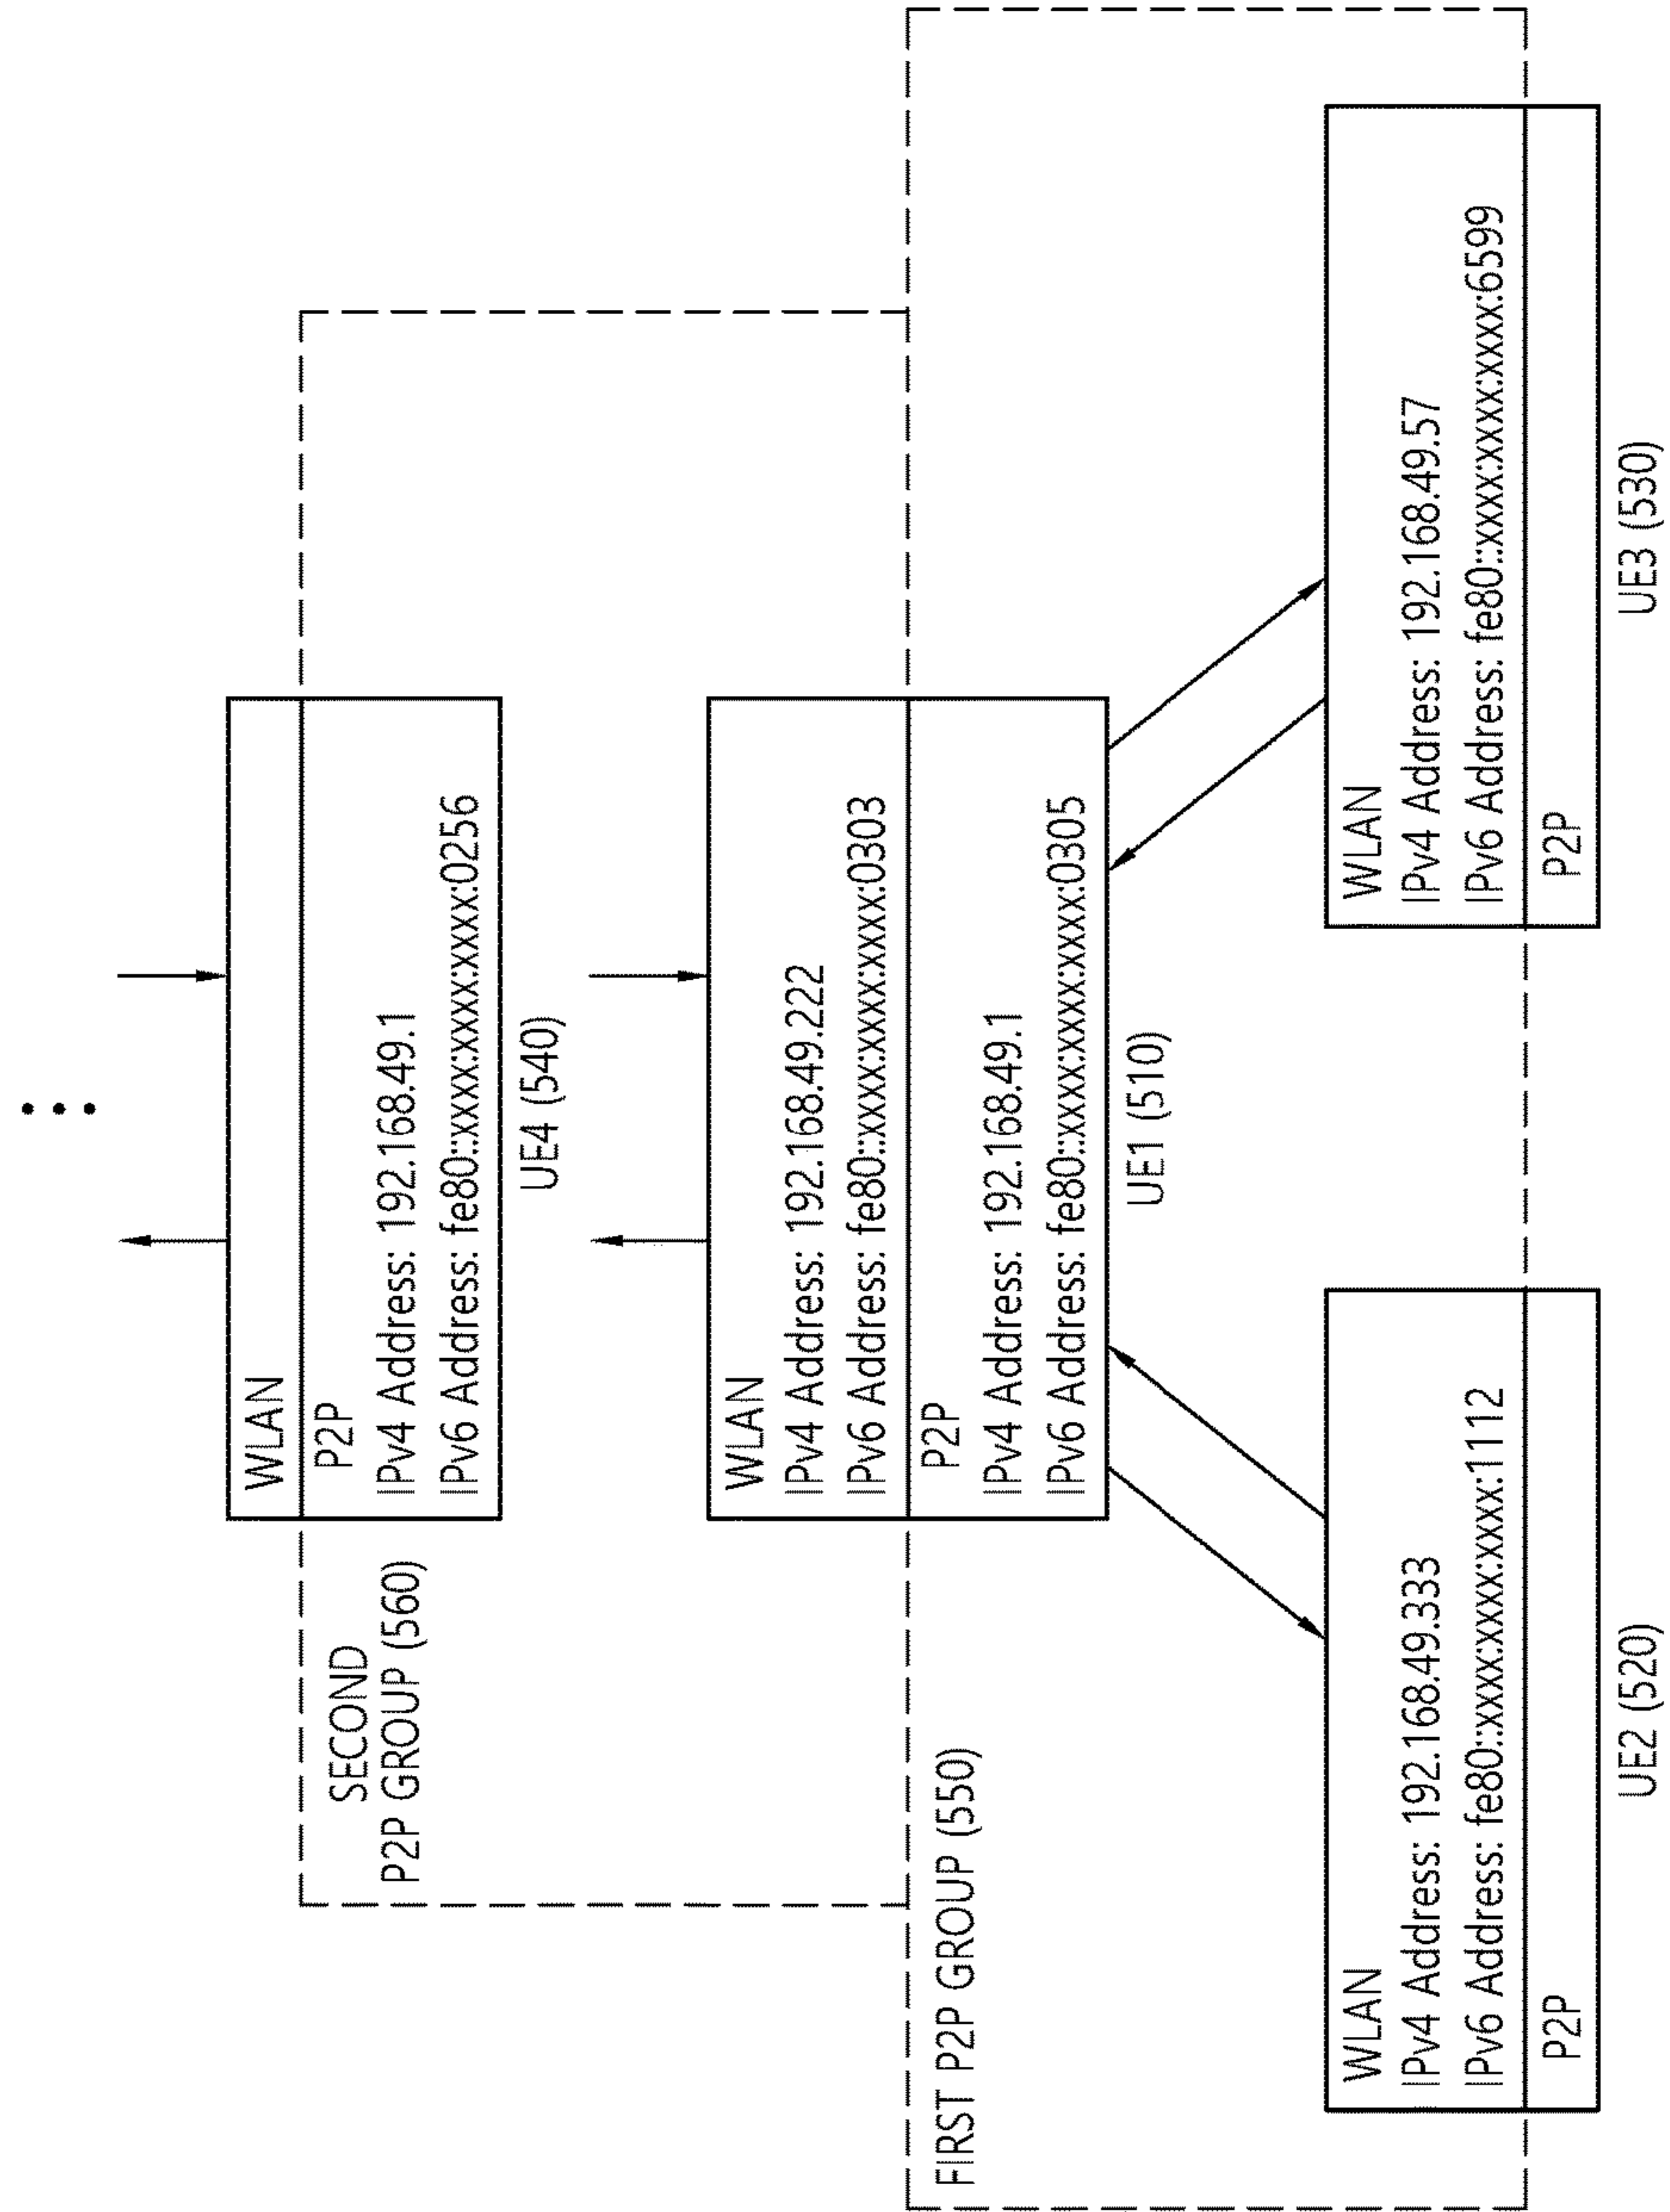 WLAN
P2P
IPv4 Address: 192.168.49.1
IPv6 Address: fe80::xxxx:xxxx:xxxx:0256
UE4 (540)
SECOND
P2P GROUP (560)
WLAN
IPv4 Address: 192.168.49.222
IPv6 Address: fe80::xxxx:xxxx:xxxx:0303
P2P
IPv4 Address: 192.168.49.1
IPv6 Address: fe80::xxxx:xxxx:xxxx:0305
UE1 (510)
FIRST P2P GROUP (550)
WLAN
IPv4 Address: 192.168.49.333
IPv6 Address: fe80::xxxx:xxxx:xxxx:1112
P2P
UE2 (520)
WLAN
IPv4 Address: 192.168.49.57
IPv6 Address: fe80::xxxx:xxxx:xxxx:6599
P2P
UE3 (530)